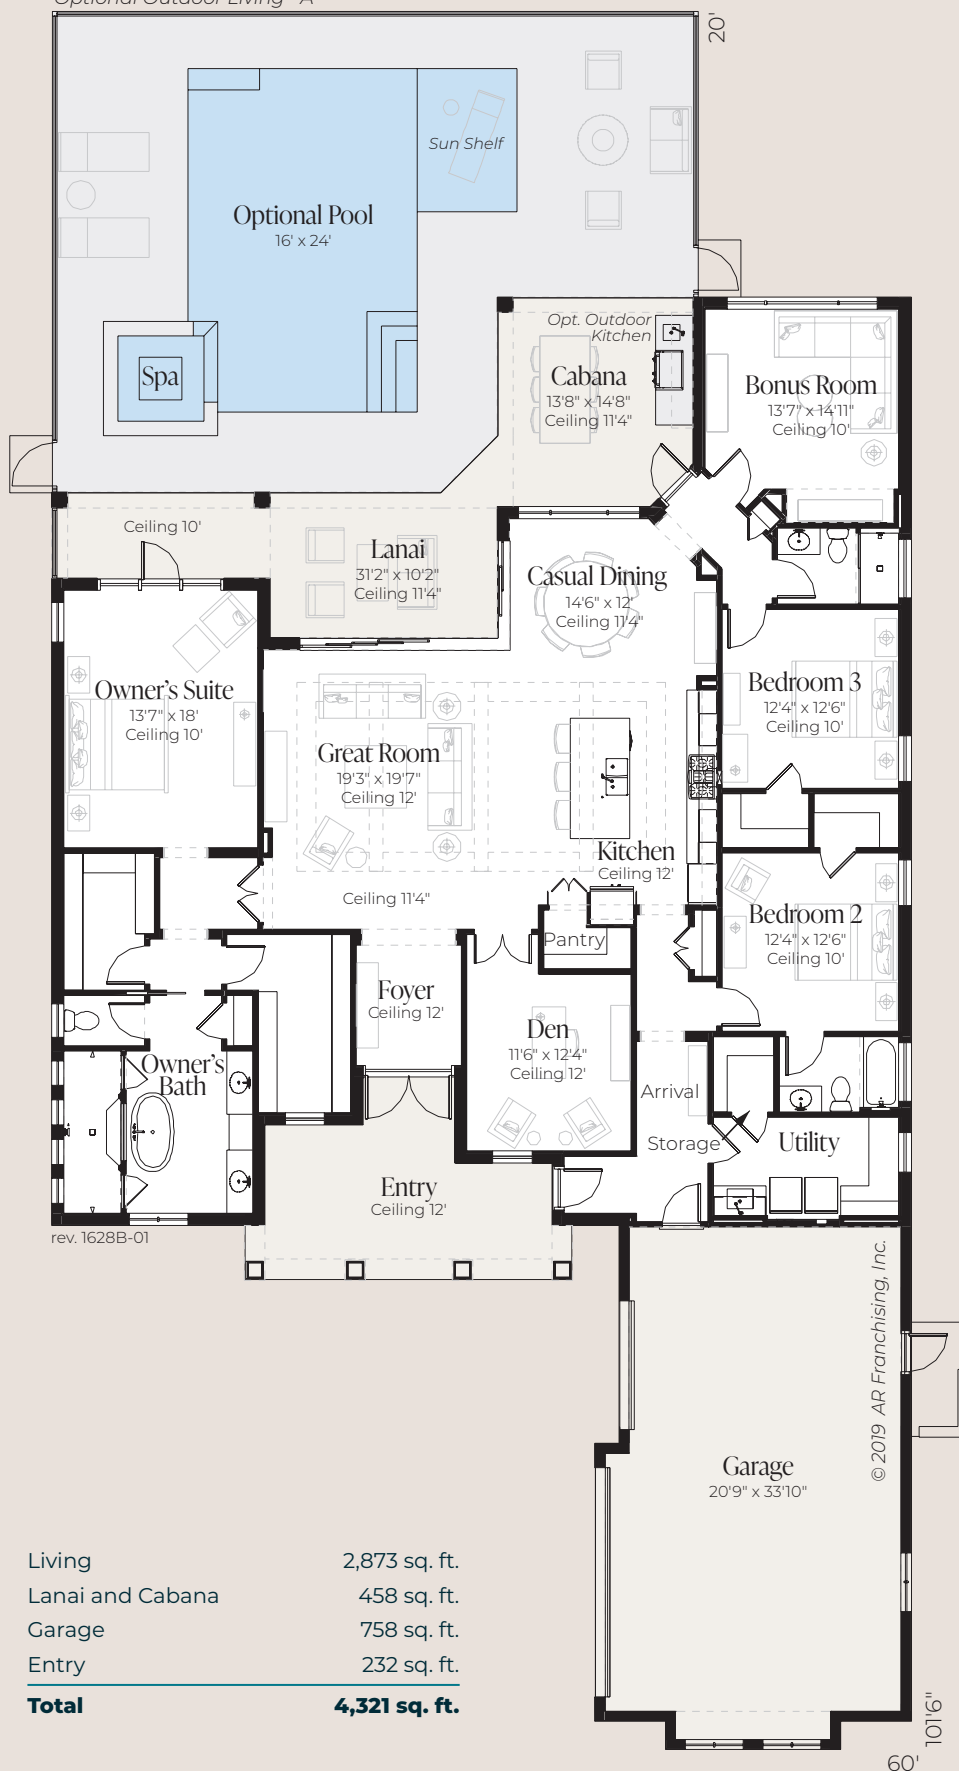 Optional Outdoor Living - A
20'
Sun Shelf
Optional Pool
16' x 24'
Spa
Opt. Outdoor
Kitchen
Cabana
13'8" x 14'8"
Ceiling 11'4"
Bonus Room
13'7" x 14'11"
Ceiling 10'
Ceiling 10'
Lanai
31'2" x 10'2"
Ceiling 11'4"
Casual Dining
14'6" x 12'
Ceiling 11'4"
Owner's Suite
13'7" x 18'
Ceiling 10'
Bedroom 3
12'4" x 12'6"
Ceiling 10'
Great Room
19'3" x 19'7"
Ceiling 12'
Kitchen
Ceiling 12'
Ceiling 11'4"
Pantry
Bedroom 2
12'4" x 12'6"
Ceiling 10'
Foyer
Ceiling 12'
Den
11'6" x 12'4"
Ceiling 12'
Owner's
Bath
Arrival
Storage
Utility
Entry
Ceiling 12'
rev. 1628B-01
© 2019 AR Franchising, Inc.
Garage
20'9" x 33'10"
Living 2,873 sq. ft.
Lanai and Cabana 458 sq. ft.
Garage 758 sq. ft.
Entry 232 sq. ft.
Total 4,321 sq. ft.
101'6"
60'